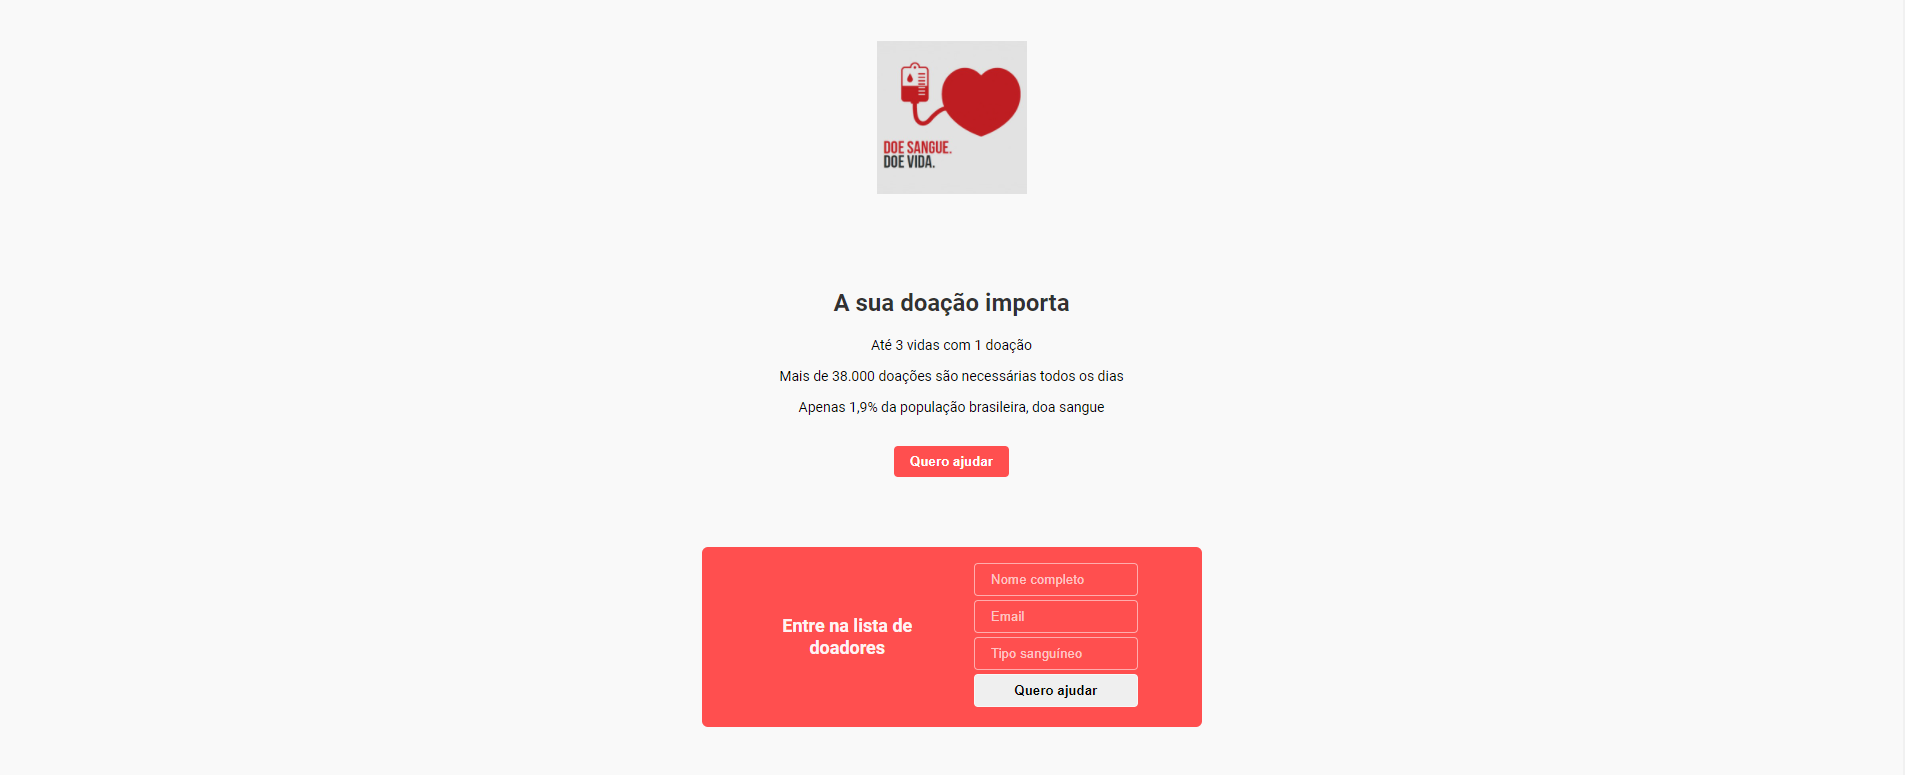 DOE SANGUE.
DOE VIDA.
A sua doação importa
Até 3 vidas com 1 doação
Mais de 38.000 doações são necessárias todos os dias
Apenas 1,9% da população brasileira, doa sangue
Quero ajudar
Entre na lista de
doadores
Nome completo
Email
Tipo sanguíneo
Quero ajudar